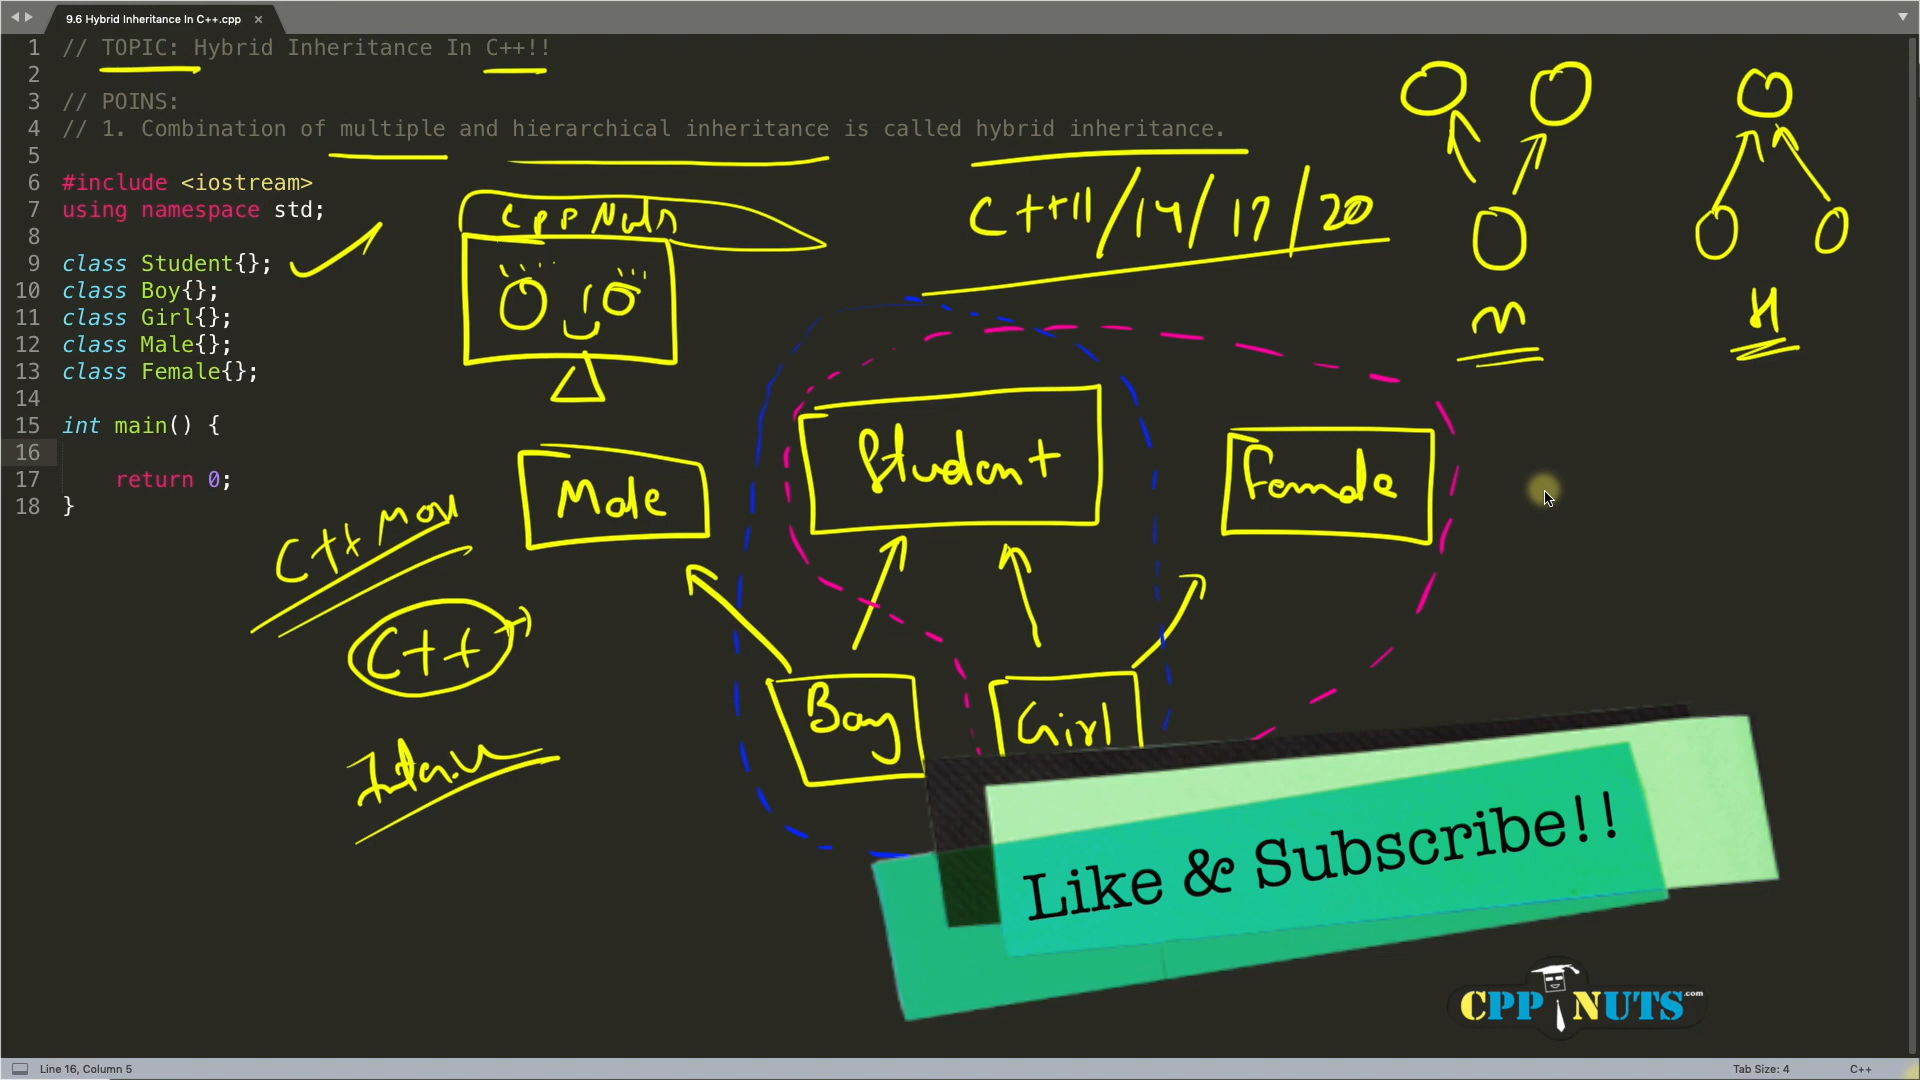 9.6 Hybrid Inheritance In C++.cpp
1 // TOPIC: Hybrid Inheritance In C++!!
2
3 // POINS:
4 // 1. Combination of multiple and hierarchical inheritance is called hybrid inheritance.
5
6 #include <iostream>
7 using namespace std;
8
9 class Student{};
10 class Boy{};
11 class Girl{};
12 class Male{};
13 class Female{};
14
15 int main() {
16
17 return 0;
18 }
Cpp Nuts
C++11/14/17/20
M
H
Male
Student
Female
C++
C++
Boy
Girl
Like & Subscribe!!
CPP NUTS.com
Line 16, Column 5
Tab Size: 4
C++